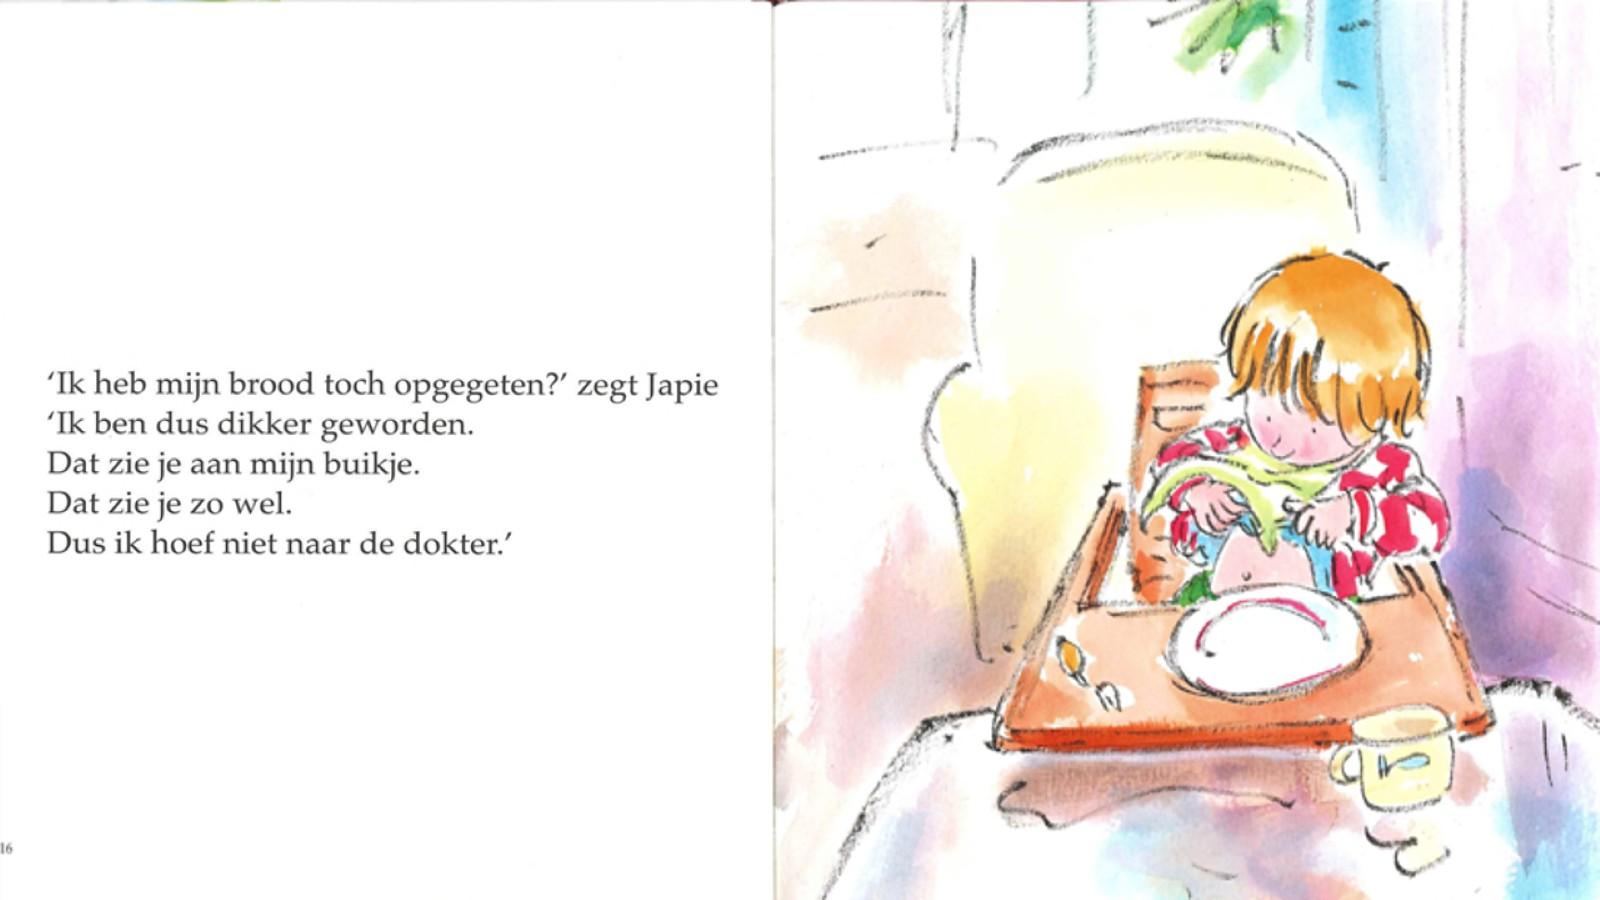 ‘Ik heb mijn brood toch opgegeten?’ zegt Japie
‘Ik ben dus dikker geworden.
Dat zie je aan mijn buikje.
Dat zie je zo wel.
Dus ik hoef niet naar de dokter.’
16